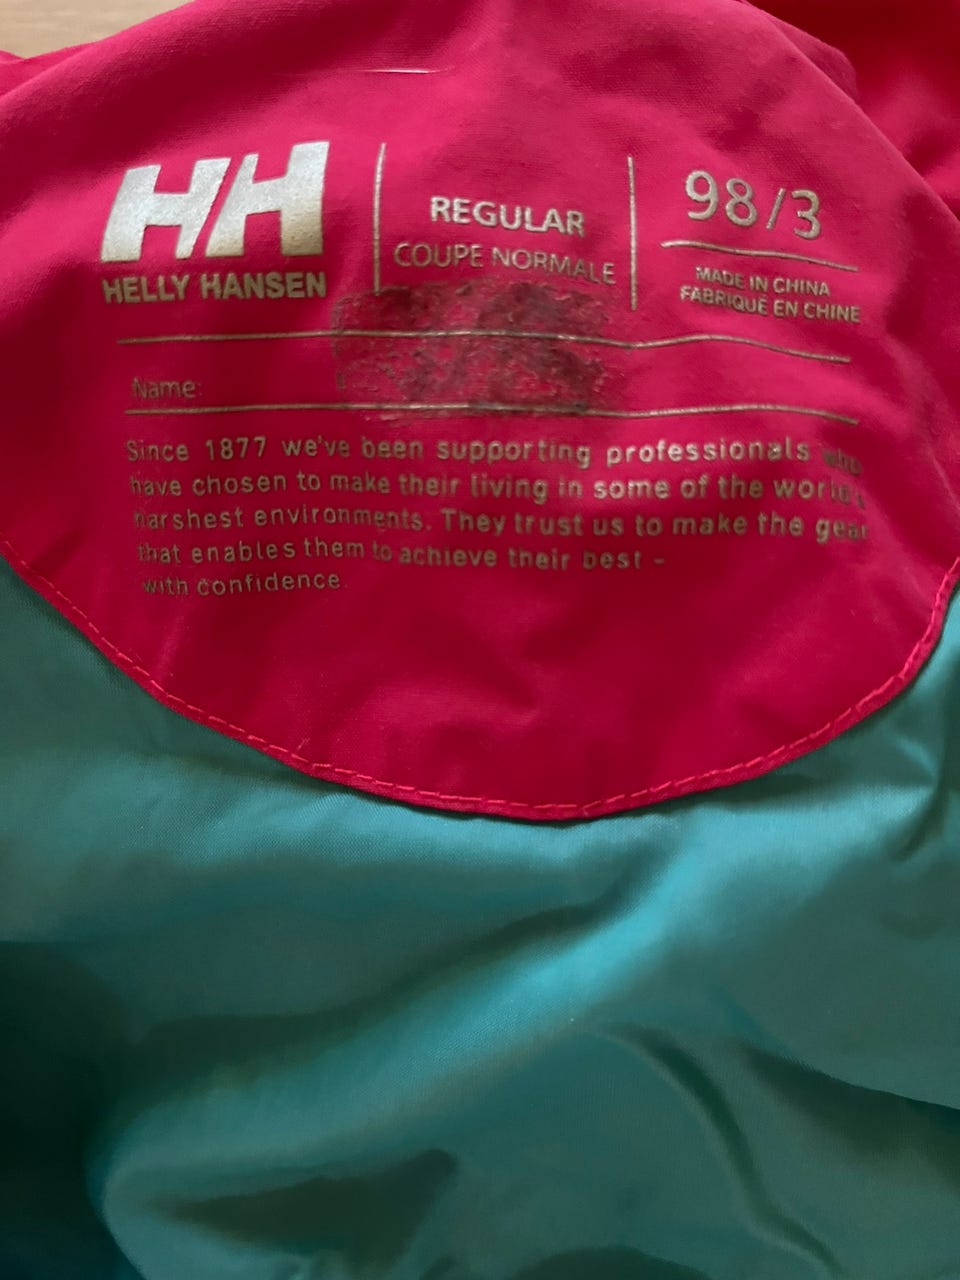 HH
HELLY HANSEN
REGULAR
COUPE NORMALE
98/3
MADE IN CHINA
FABRIQUÉ EN CHINE
Name:
Since 1877 we've been supporting professionals who
have chosen to make their living in some of the world's
harshest environments. They trust us to make the gear
that enables them to achieve their best -
with confidence.